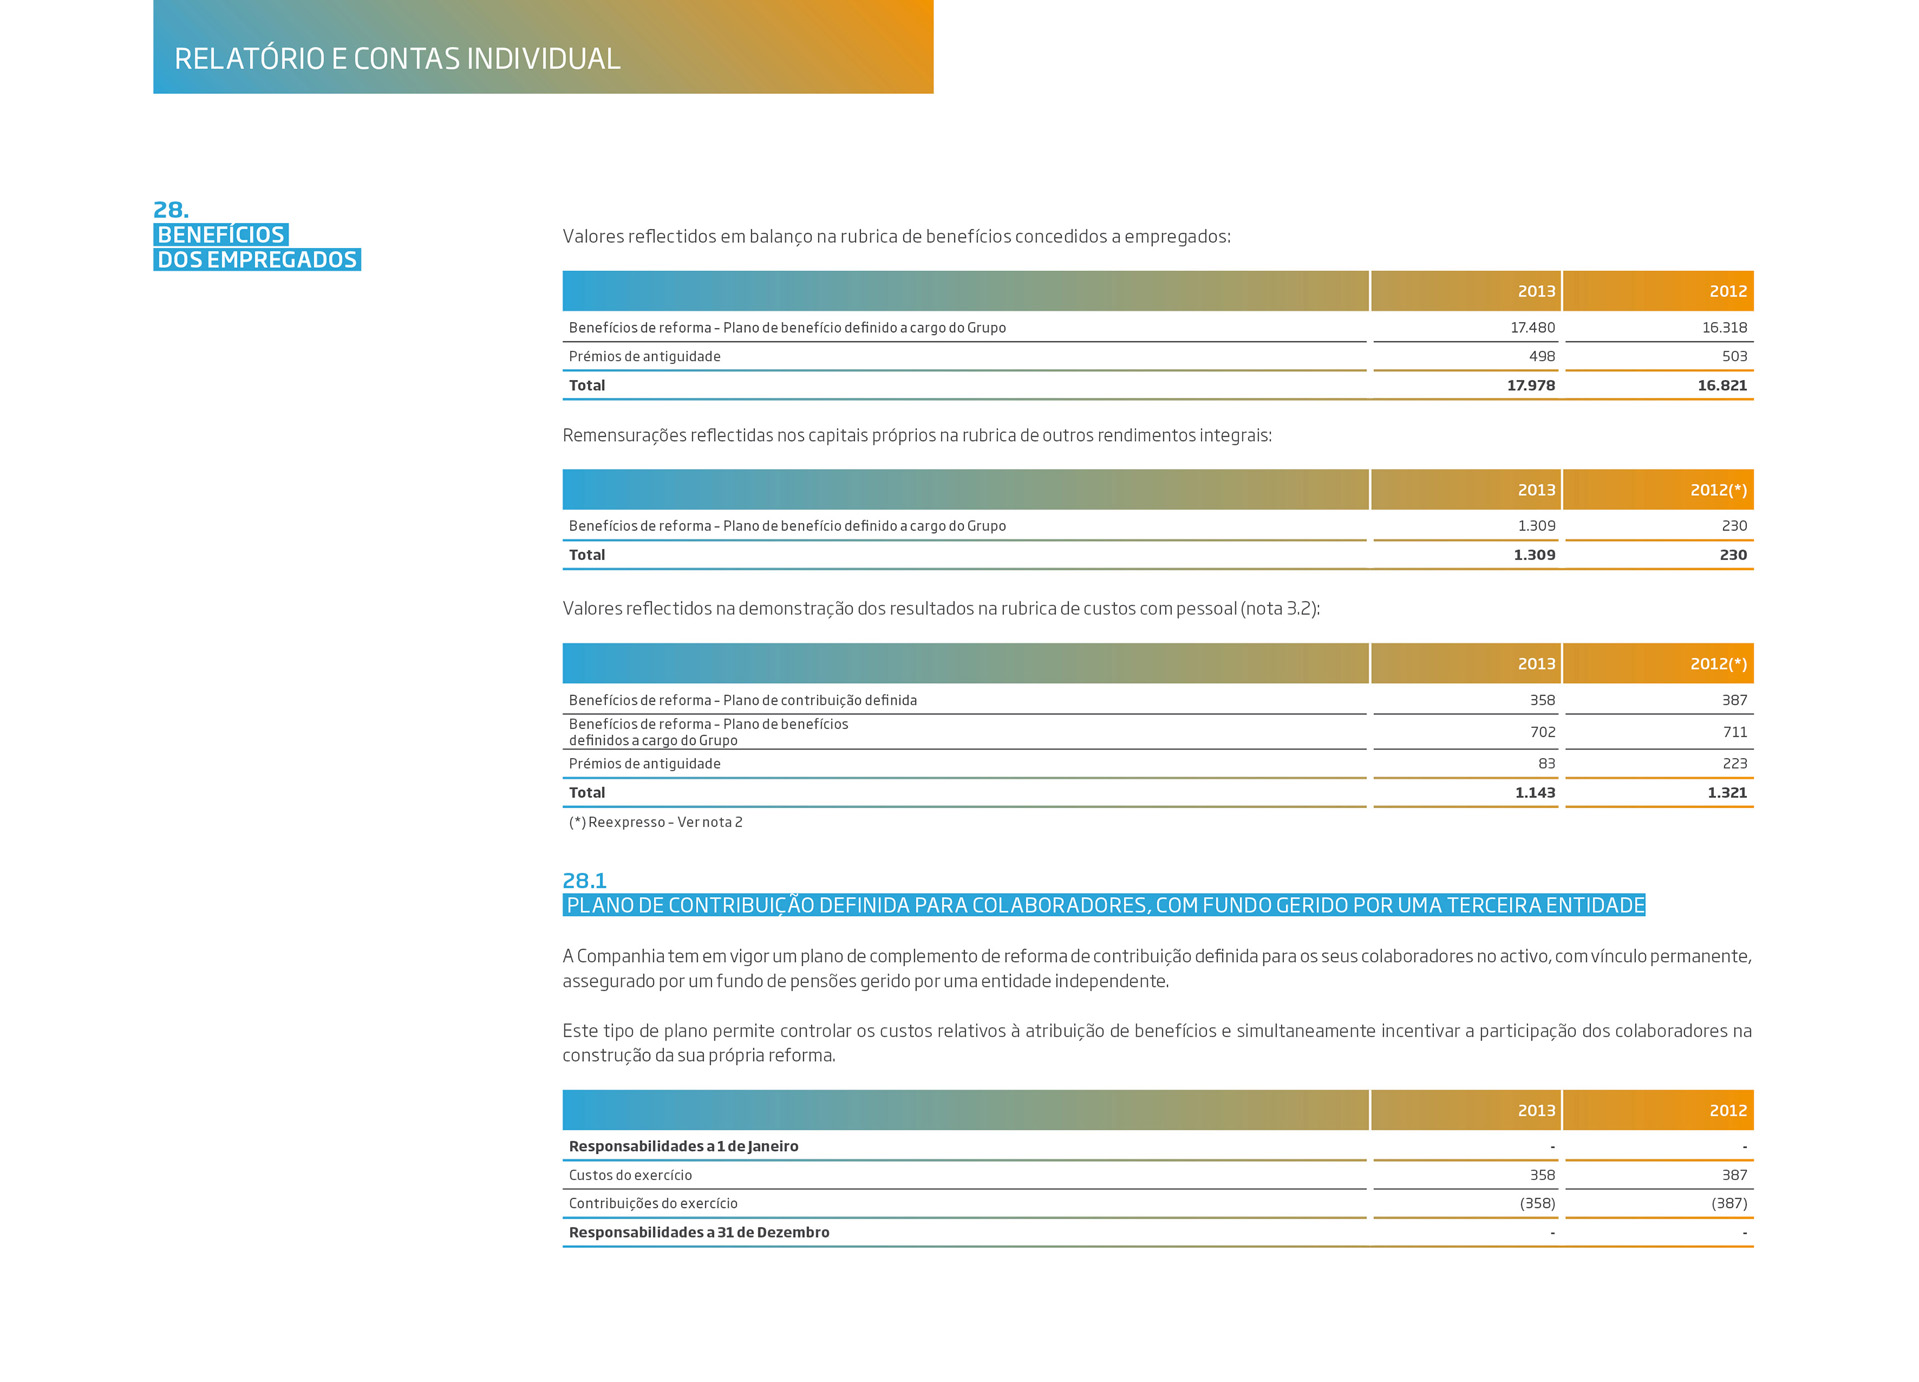 RELATÓRIO E CONTAS INDIVIDUAL
28.
BENEFÍCIOS
DOS EMPREGADOS
Valores reflectidos em balanço na rubrica de benefícios concedidos a empregados:
2013 2012
Benefícios de reforma – Plano de benefício definido a cargo do Grupo 17.480 16.318
Prémios de antiguidade 498 503
Total 17.978 16.821
Remensurações reflectidas nos capitais próprios na rubrica de outros rendimentos integrais:
2013 2012(*)
Benefícios de reforma – Plano de benefício definido a cargo do Grupo 1.309 230
Total 1.309 230
Valores reflectidos na demonstração dos resultados na rubrica de custos com pessoal (nota 3.2):
2013 2012(*)
Benefícios de reforma – Plano de contribuição definida 358 387
Benefícios de reforma – Plano de benefícios
definidos a cargo do Grupo 702 711
Prémios de antiguidade 83 223
Total 1.143 1.321
(*) Reexpresso – Ver nota 2
28.1
PLANO DE CONTRIBUIÇÃO DEFINIDA PARA COLABORADORES, COM FUNDO GERIDO POR UMA TERCEIRA ENTIDADE
A Companhia tem em vigor um plano de complemento de reforma de contribuição definida para os seus colaboradores no activo, com vínculo permanente,
assegurado por um fundo de pensões gerido por uma entidade independente.
Este tipo de plano permite controlar os custos relativos à atribuição de benefícios e simultaneamente incentivar a participação dos colaboradores na
construção da sua própria reforma.
2013 2012
Responsabilidades a 1 de Janeiro - -
Custos do exercício 358 387
Contribuições do exercício (358) (387)
Responsabilidades a 31 de Dezembro - -